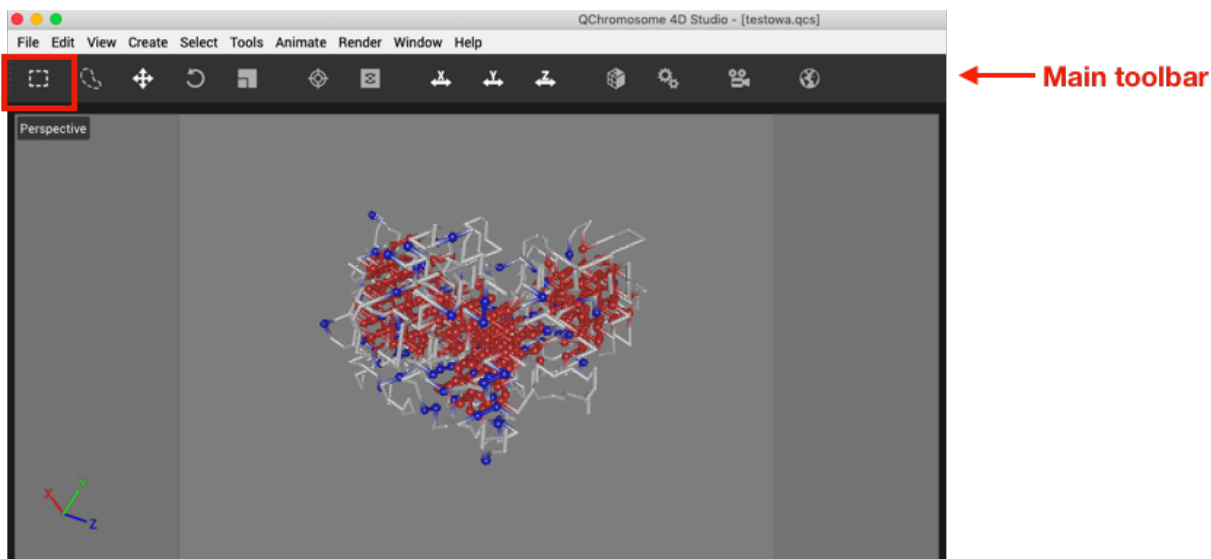 QChromosome 4D Studio - [testowa.qcs]
File Edit View Create Select Tools Animate Render Window Help
X Y Z
Main toolbar
Perspective
Y
X
Z